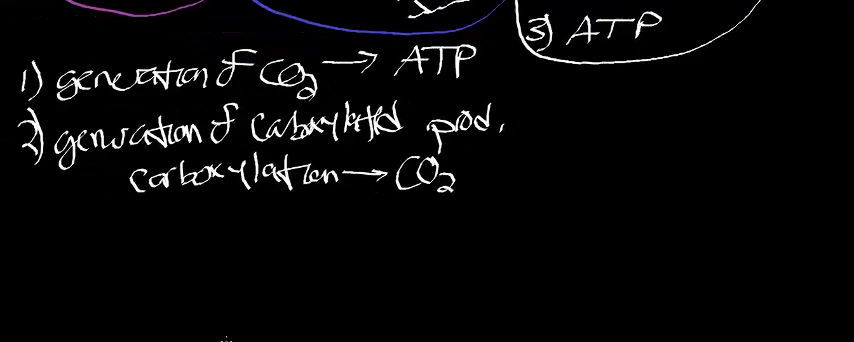 3) ATP
1) generation of CO2 → ATP
2) generation of carboxylated prod.
carboxylation → CO2